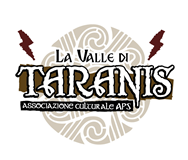 La Valle di
Taranis
Associazione Culturale APS